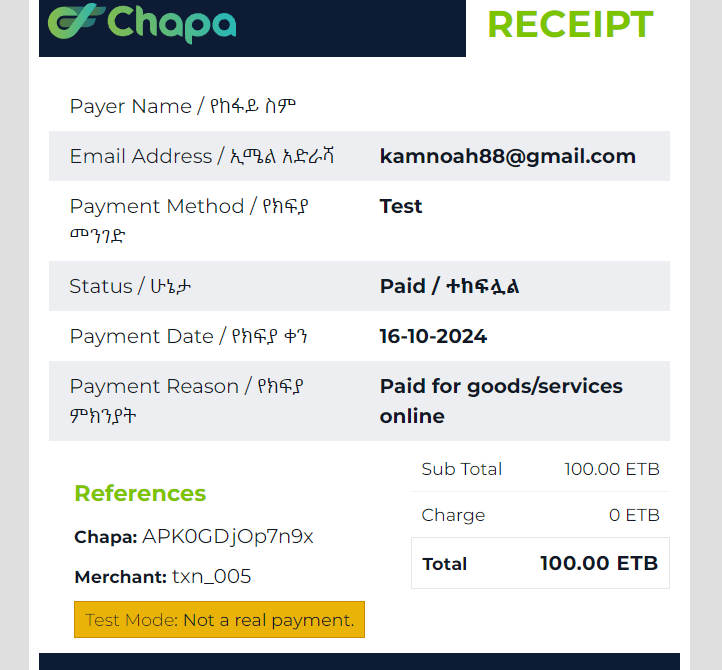 Chapa
RECEIPT
Payer Name / የከፋይ ስም
Email Address / ኢሜል አድራሻ kamnoah88@gmail.com
Payment Method / የክፍያ Test
መንገድ
Status / ሁኔታ Paid / ተከፍሏል
Payment Date / የክፍያ ቀን 16-10-2024
Payment Reason / የክፍያ Paid for goods/services
ምክንያት online
References
Chapa: APK0GDjOp7n9x
Merchant: txn_005
Test Mode: Not a real payment.
Sub Total 100.00 ETB
Charge 0 ETB
Total 100.00 ETB